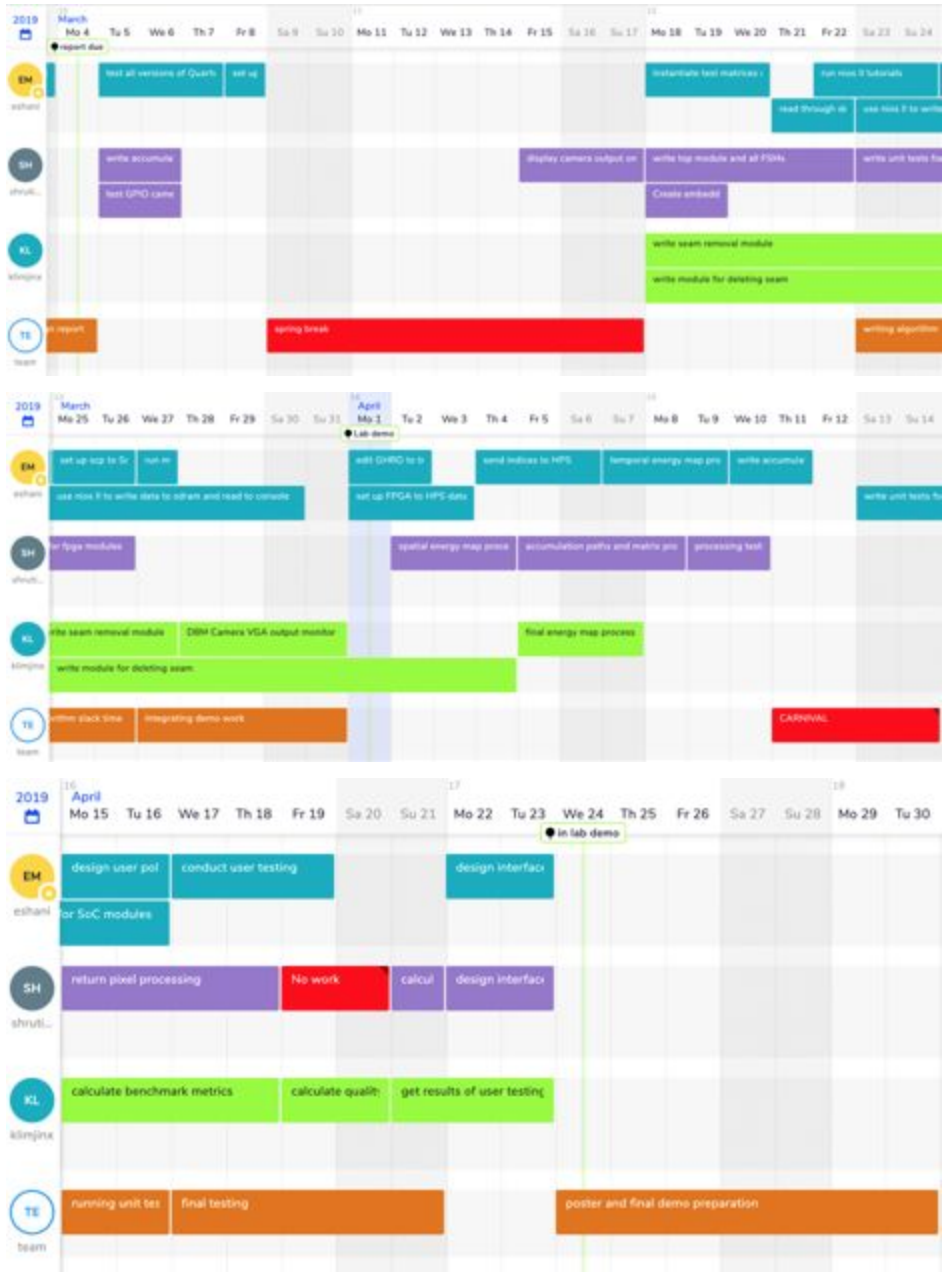 2019 March
Mo 4 Tu 5 We 6 Th 7 Fr 8 Sa 9 Su 10 Mo 11 Tu 12 We 13 Th 14 Fr 15 Sa 16 Su 17 Mo 18 Tu 19 We 20 Th 21 Fr 22 Sa 23 Su 24
report due
EM
eshani
test all versions of set up
instantiate test matrices run nios II tutorials
read through use nios II to write
SH
write accumula display camera output on write top module and all FSMs write unit tests
test GPIO came Create embedd
KL
klimjinx
write seam removal module
write module for deleting seam
TE
team
report spring break writing algorithm
2019 March April
Mo 25 Tu 26 We 27 Th 28 Fr 29 Sa 30 Su 31 Mo 1 Tu 2 We 3 Th 4 Fr 5 Sa 6 Su 7 Mo 8 Tu 9 We 10 Th 11 Fr 12 Sa 13 Su 14
Lab demo
EM
eshani
set up scp to run send indices to HPS temporal energy map pro write accumula
use nios II to write data to sdram and read to console set up FPGA to HPS data write unit tests
SH
shruti...
for fpga modules spatial energy map proce accumulation paths and matrix pro processing test
KL
klimjinx
seam removal module DBM Camera VGA output monitor final energy map process
write module for deleting seam
TE
team
slack time integrating demo work CARNIVAL
16 17 18
2019 April
Mo 15 Tu 16 We 17 Th 18 Fr 19 Sa 20 Su 21 Mo 22 Tu 23 We 24 Th 25 Fr 26 Sa 27 Su 28 Mo 29 Tu 30
in lab demo
EM
eshani
design user pol conduct user testing design interface
for SoC modules
SH
shruti...
return pixel processing No work calcul design interface
KL
klimjinx
calculate benchmark metrics calculate quality get results of user testing
TE
team
running unit tes final testing poster and final demo preparation